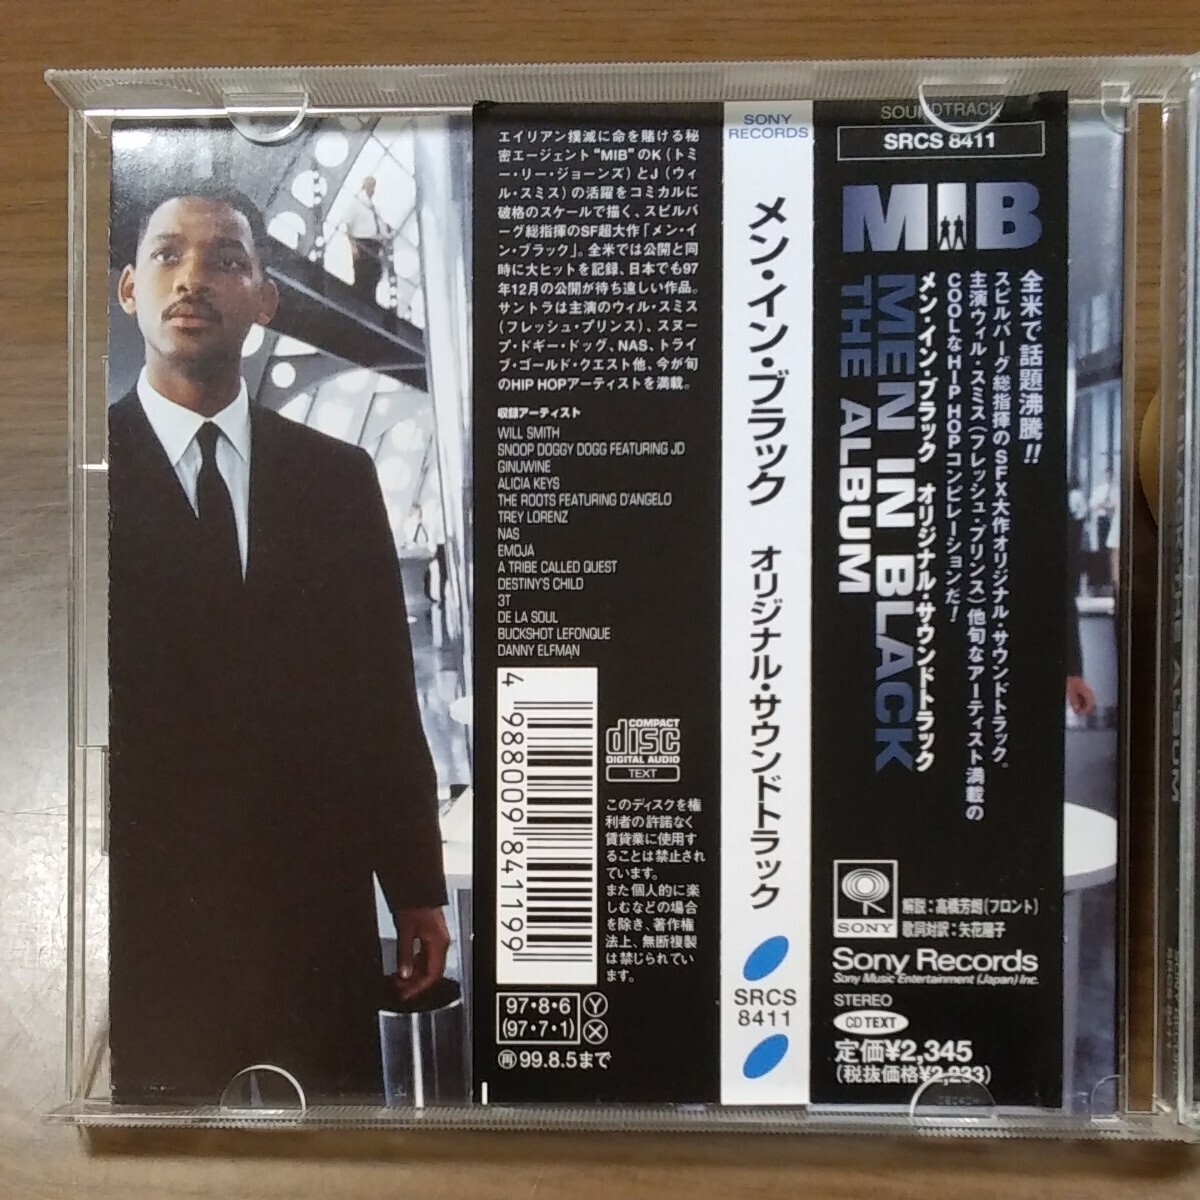 エイリアン撲滅に命を賭ける秘
密エージェント“MIB”のK(トミ
ー・リー・ジョーンズ)とJ(ウィ
ル・スミス)の活躍をコミカルに
破格のスケールで描く、スピルバ
ーグ総指揮のSF超大作「メン・イ
ン・ブラック」。全米では公開と同
時に大ヒットを記録、日本でも97
年12月の公開が待ち遠しい作品。
サントラは主演のウィル・スミス
(フレッシュ・プリンス)、スヌー
プ・ドギー・ドッグ、NAS、トライ
ブ・ゴールド・クエスト他、今が旬
のHIP HOPアーティストを満載。
収録アーティスト
WILL SMITH
SNOOP DOGGY DOGG FEATURING JD
GINUWINE
ALICIA KEYS
THE ROOTS FEATURING D'ANGELO
TREY LORENZ
NAS
EMOJA
A TRIBE CALLED QUEST
DESTINY'S CHILD
3T
DE LA SOUL
BUCKSHOT LEFONQUE
DANNY ELFMAN
4 988009 841199
COMPACT
disc
DIGITAL AUDIO
TEXT
このディスクを権
利者の許諾なく
賃貸業に使用す
ることは禁止され
ています。
また個人的に楽
しむなどの場合
を除き、著作権
法上、無断複製
は禁じられてい
ます。
97・8・6
(97・7・1)
Y
X
再99.8.5まで
SONY
RECORDS
メン・イン・ブラック オリジナル・サウンドトラック
SRCS
8411
SOUNDTRACK
SRCS 8411
MIB
全米で話題沸騰!!
スピルバーグ総指揮のSFX大作オリジナル・サウンドトラック。
主演ウィル・スミス(フレッシュ・プリンス)他旬なアーティスト満載の
COOLなHIP HOPコンピレーションだ!
メン・イン・ブラック オリジナル・サウンドトラック
MEN IN BLACK
THE ALBUM
SONY
解説:高橋芳朗(フロント)
歌詞対訳:矢花陽子
Sony Records
Sony Music Entertainment (Japan) Inc.
STEREO
CD TEXT
定価¥2,345
(税抜価格¥2,233)